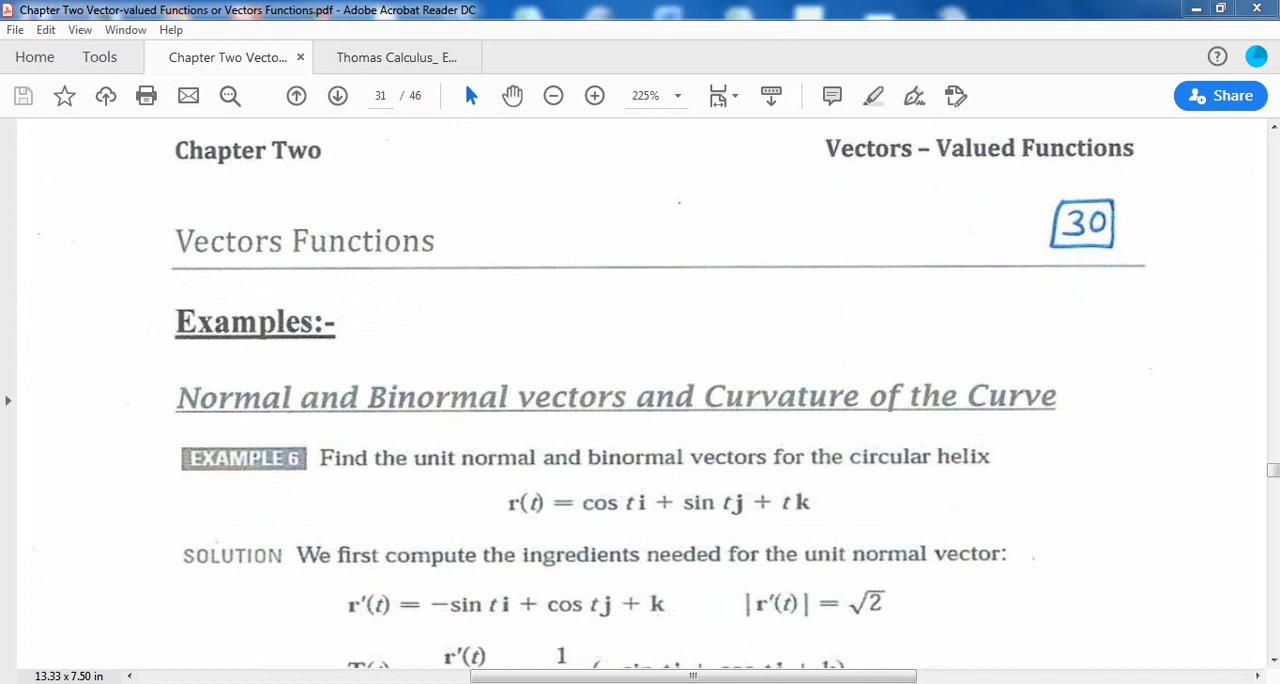 Chapter Two Vector-valued Functions or Vectors Functions.pdf - Adobe Acrobat Reader DC
File Edit View Window Help
Home Tools Chapter Two Vecto... × Thomas Calculus_ E...
31 / 46 225% Share
Chapter Two Vectors – Valued Functions
30
Vectors Functions
Examples:-
Normal and Binormal vectors and Curvature of the Curve
EXAMPLE 6 Find the unit normal and binormal vectors for the circular helix
r(t) = cos t i + sin t j + t k
SOLUTION We first compute the ingredients needed for the unit normal vector:
r′(t) = −sin t i + cos t j + k |r′(t)| = √2
r′(t) 1
13.33 x 7.50 in